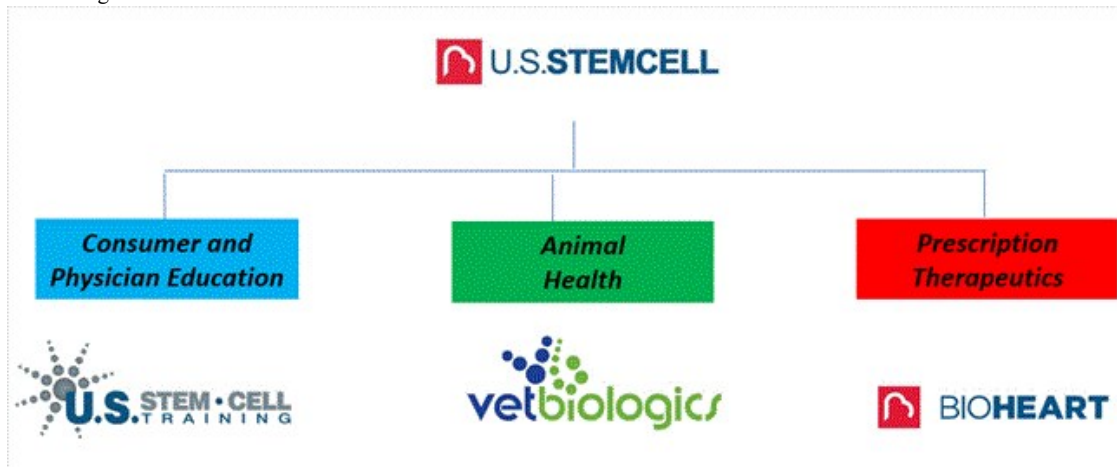 U.S.STEMCELL
Consumer and
Physician Education
Animal
Health
Prescription
Therapeutics
U.S. STEM·CELL
TRAINING
vetbiologics
BIOHEART